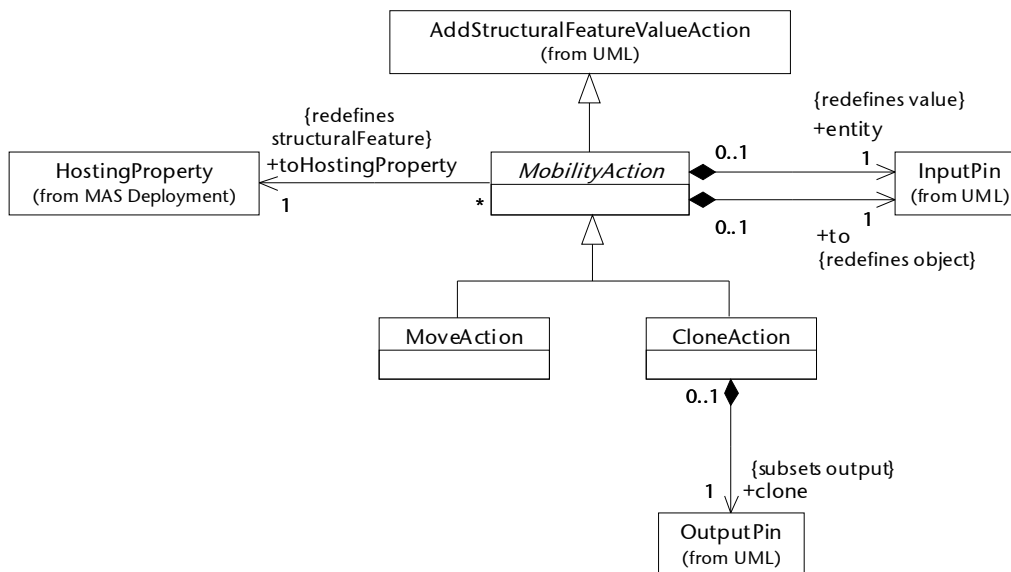 AddStructuralFeatureValueAction
(from UML)
{redefines
structuralFeature}
+toHostingProperty
{redefines value}
+entity
HostingProperty
(from MAS Deployment)
1
*
MobilityAction
0..1
1
0..1
1
InputPin
(from UML)
+to
{redefines object}
MoveAction
CloneAction
0..1
{subsets output}
1
+clone
OutputPin
(from UML)